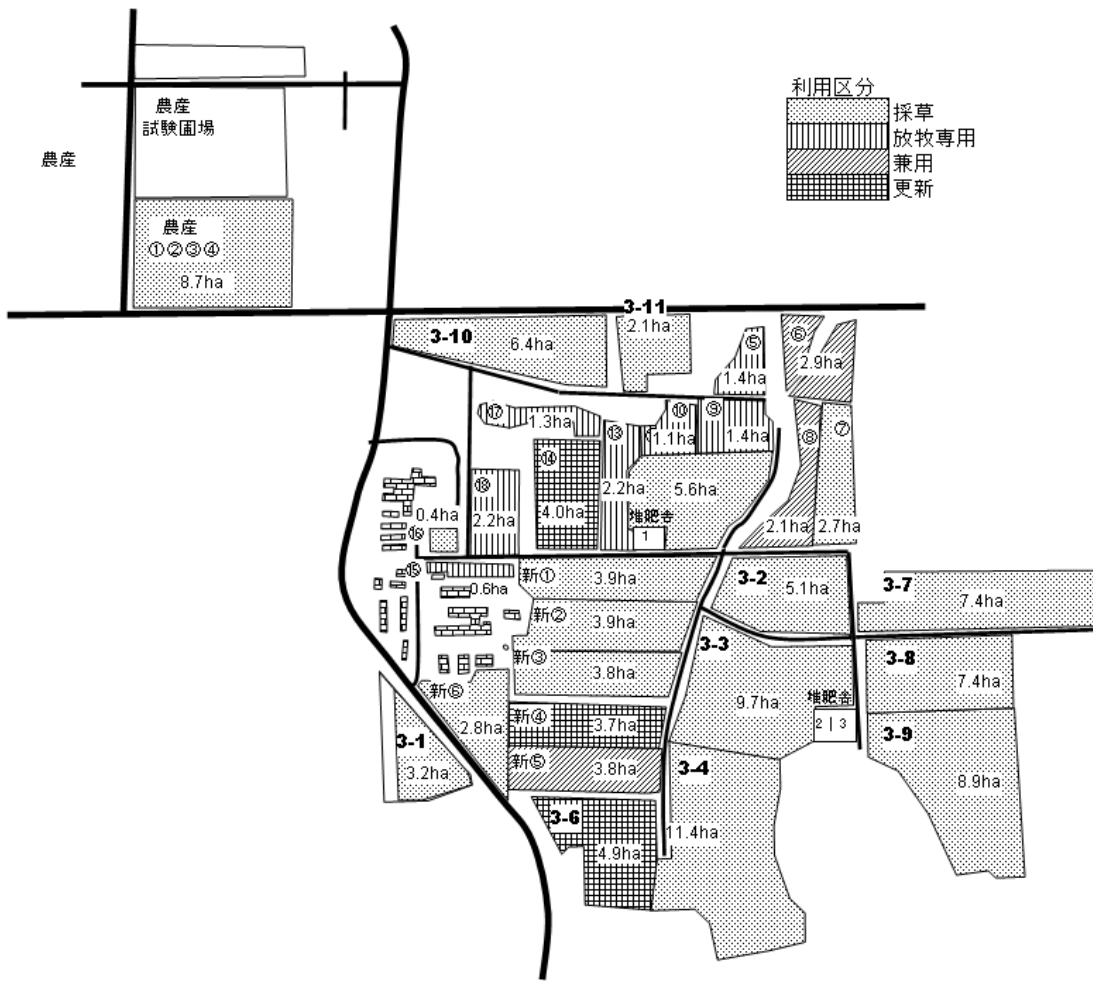 利用区分
採草
放牧専用
兼用
更新
農産
試験圃場
農産
農産
①②③④
8.7ha
3-11
2.1ha
3-10
6.4ha
⑤
1.4ha
⑥
2.9ha
⑰
1.3ha
⑬
2.2ha
⑩
1.1ha
⑨
1.4ha
⑧
2.1ha
⑦
2.7ha
⑭
4.0ha
5.6ha
堆肥舎
1
⑱
2.2ha
0.4ha
⑯
⑮
0.6ha
新①
3.9ha
新②
3.9ha
新③
3.8ha
新④
3.7ha
新⑤
3.8ha
新⑥
2.8ha
3-1
3.2ha
3-2
5.1ha
3-3
9.7ha
堆肥舎
2 | 3
3-4
11.4ha
3-6
4.9ha
3-7
7.4ha
3-8
7.4ha
3-9
8.9ha